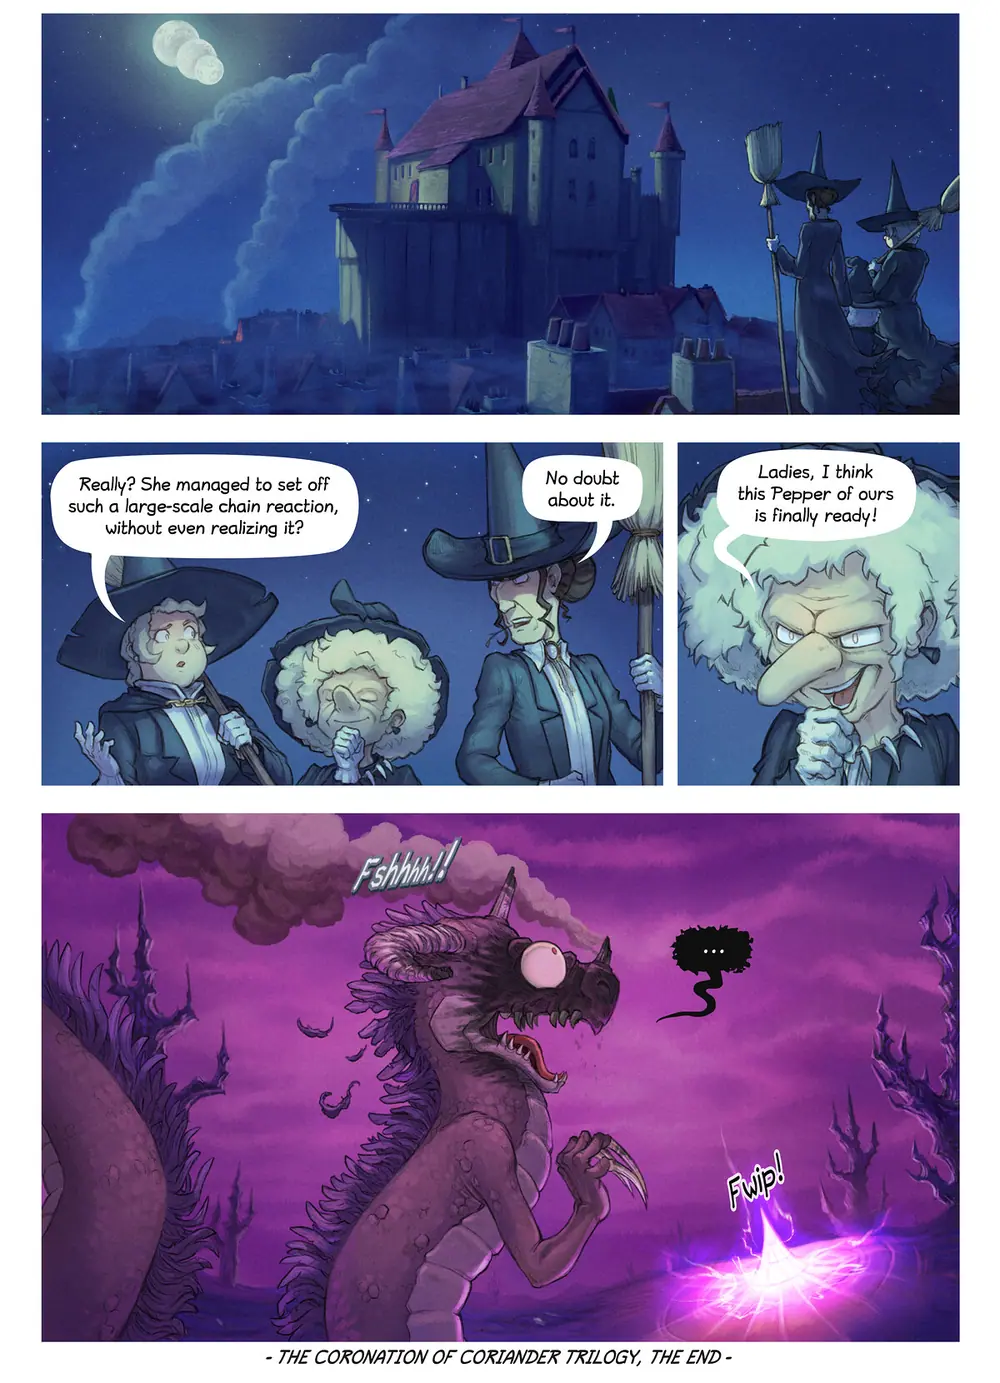 Really? She managed to set off
such a large-scale chain reaction,
without even realizing it?
No doubt
about it.
Ladies, I think
this Pepper of ours
is finally ready!
Fshhhh!!
...
Fwip!
- THE CORONATION OF CORIANDER TRILOGY, THE END -